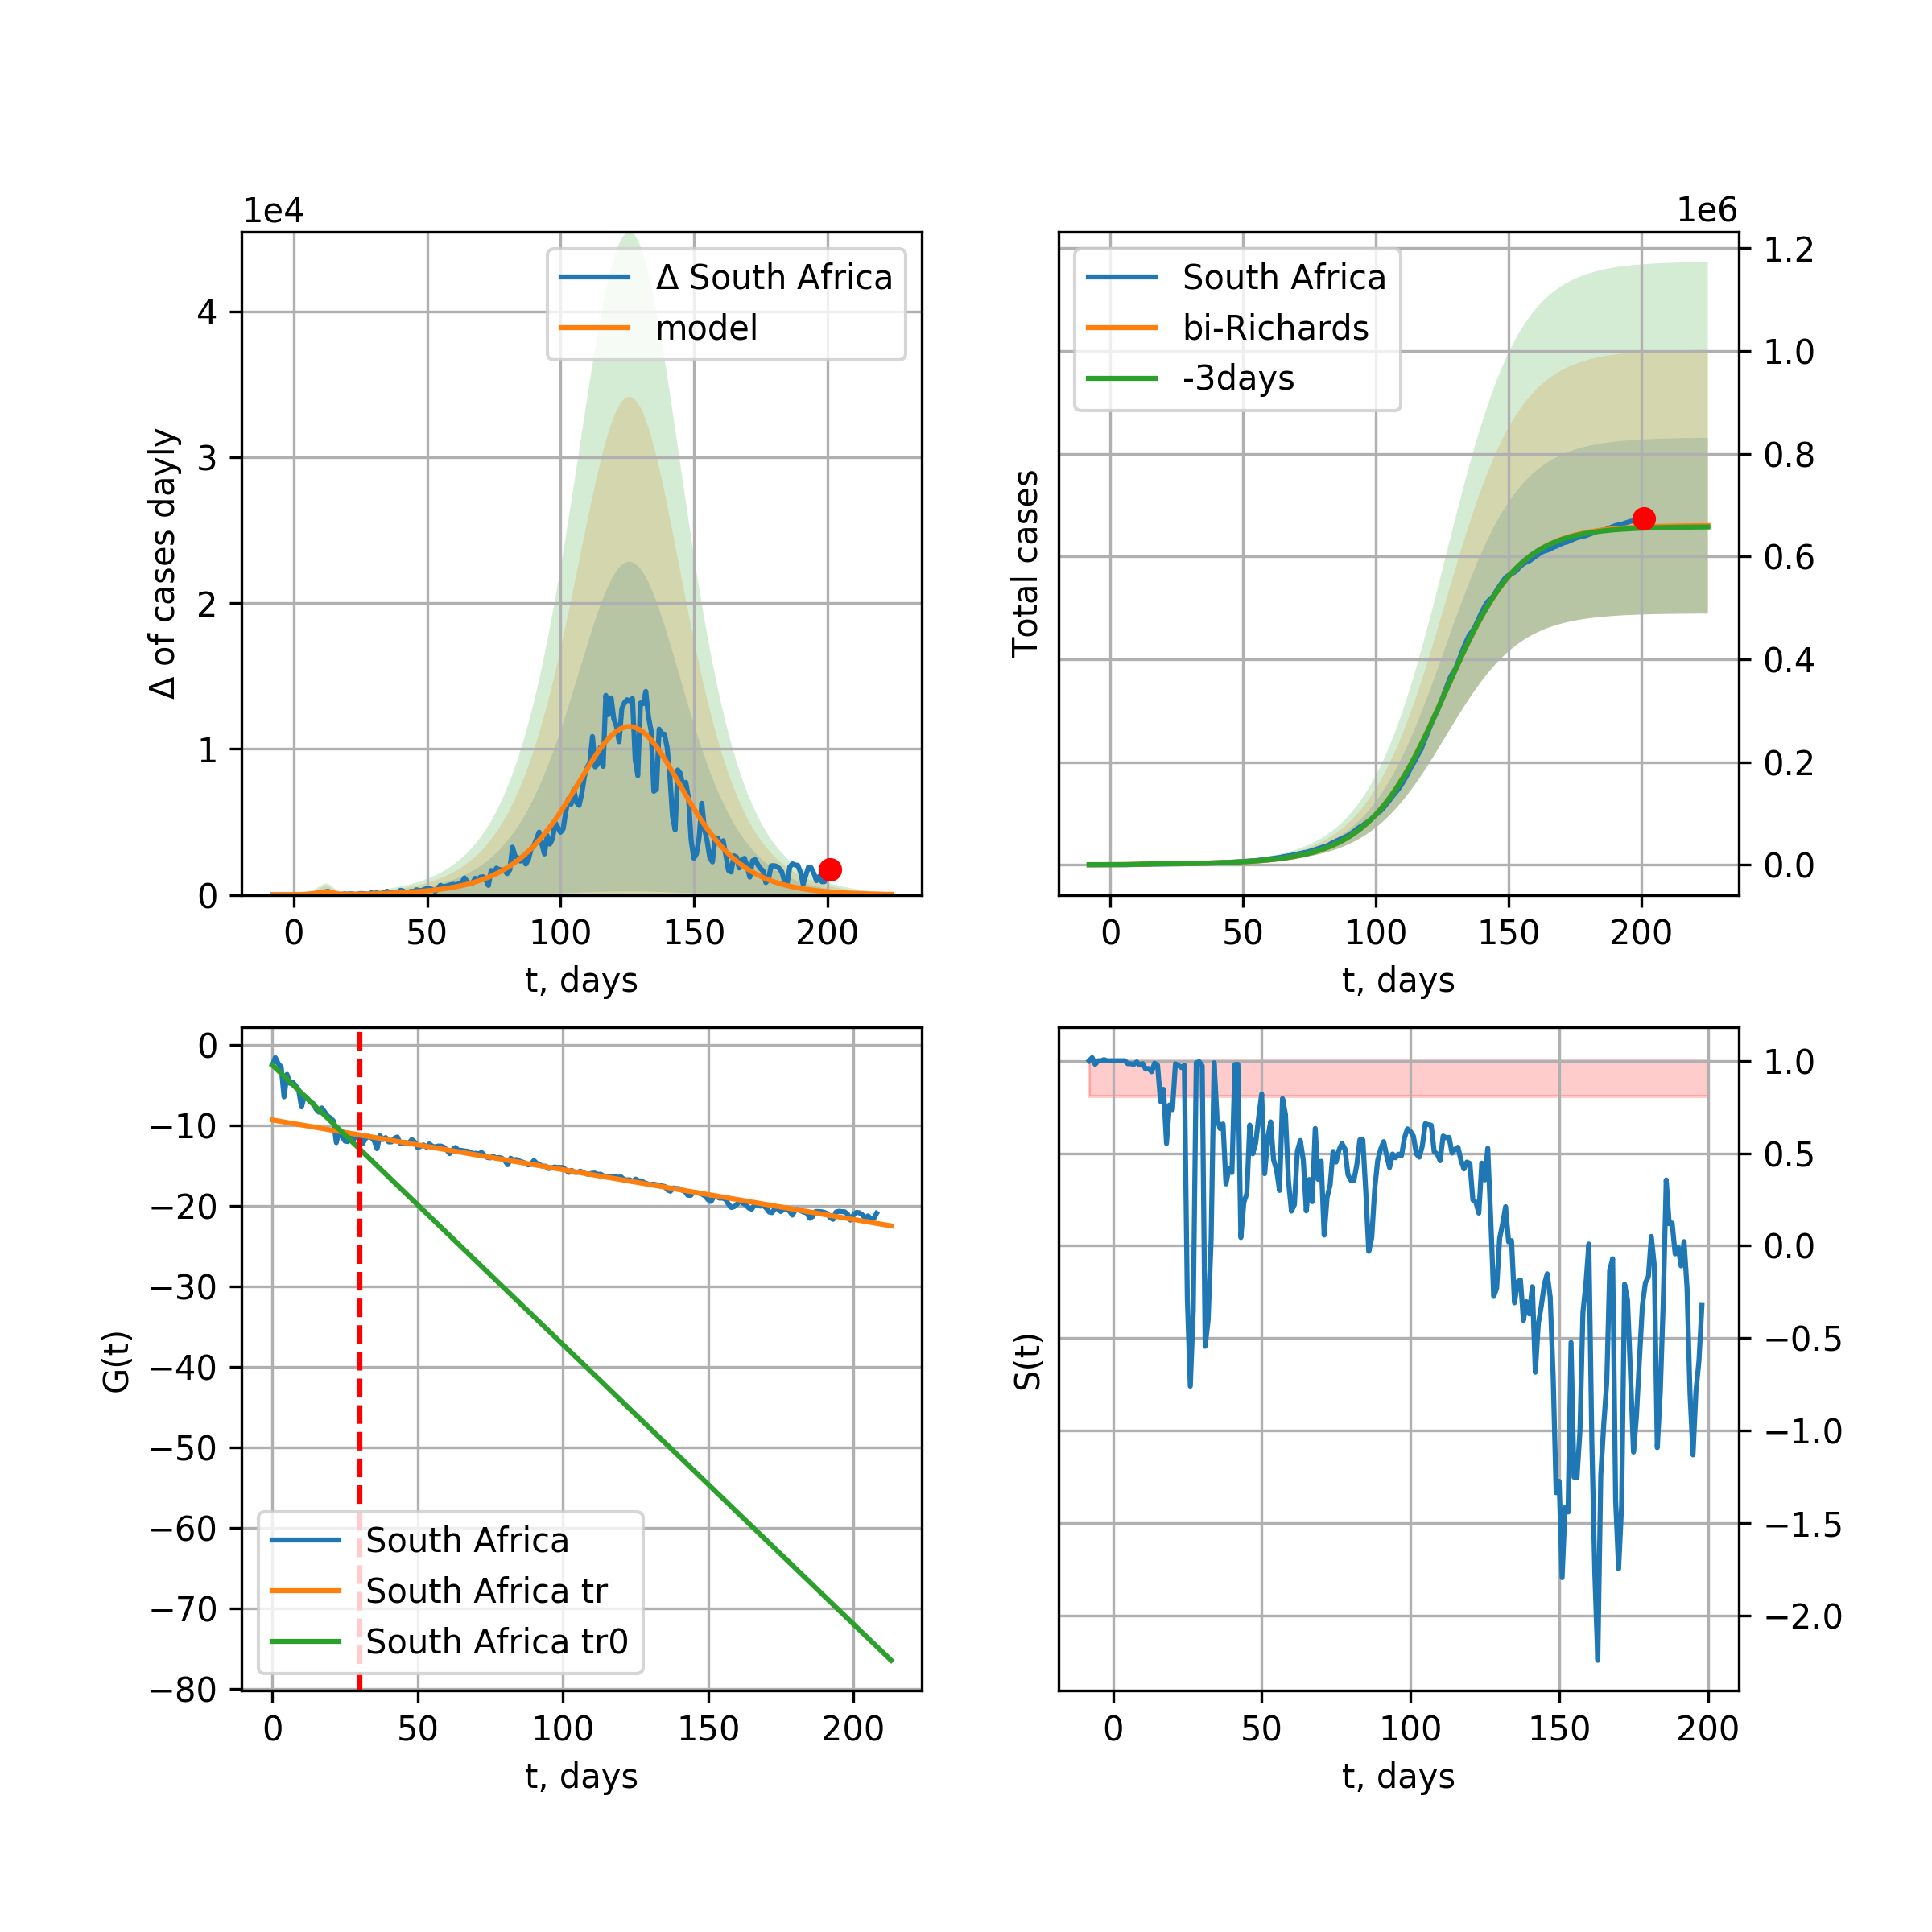 1e4
Δ South Africa
model
4
3
2
1
0
Δ of cases dayly
0 50 100 150 200
t, days
1e6
South Africa
bi-Richards
-3days
1.2
1.0
0.8
0.6
0.4
0.2
0.0
Total cases
0 50 100 150 200
t, days
0
−10
−20
−30
−40
−50
−60
−70
−80
G(t)
South Africa
South Africa tr
South Africa tr0
0 50 100 150 200
t, days
1.0
0.5
0.0
−0.5
−1.0
−1.5
−2.0
S(t)
0 50 100 150 200
t, days